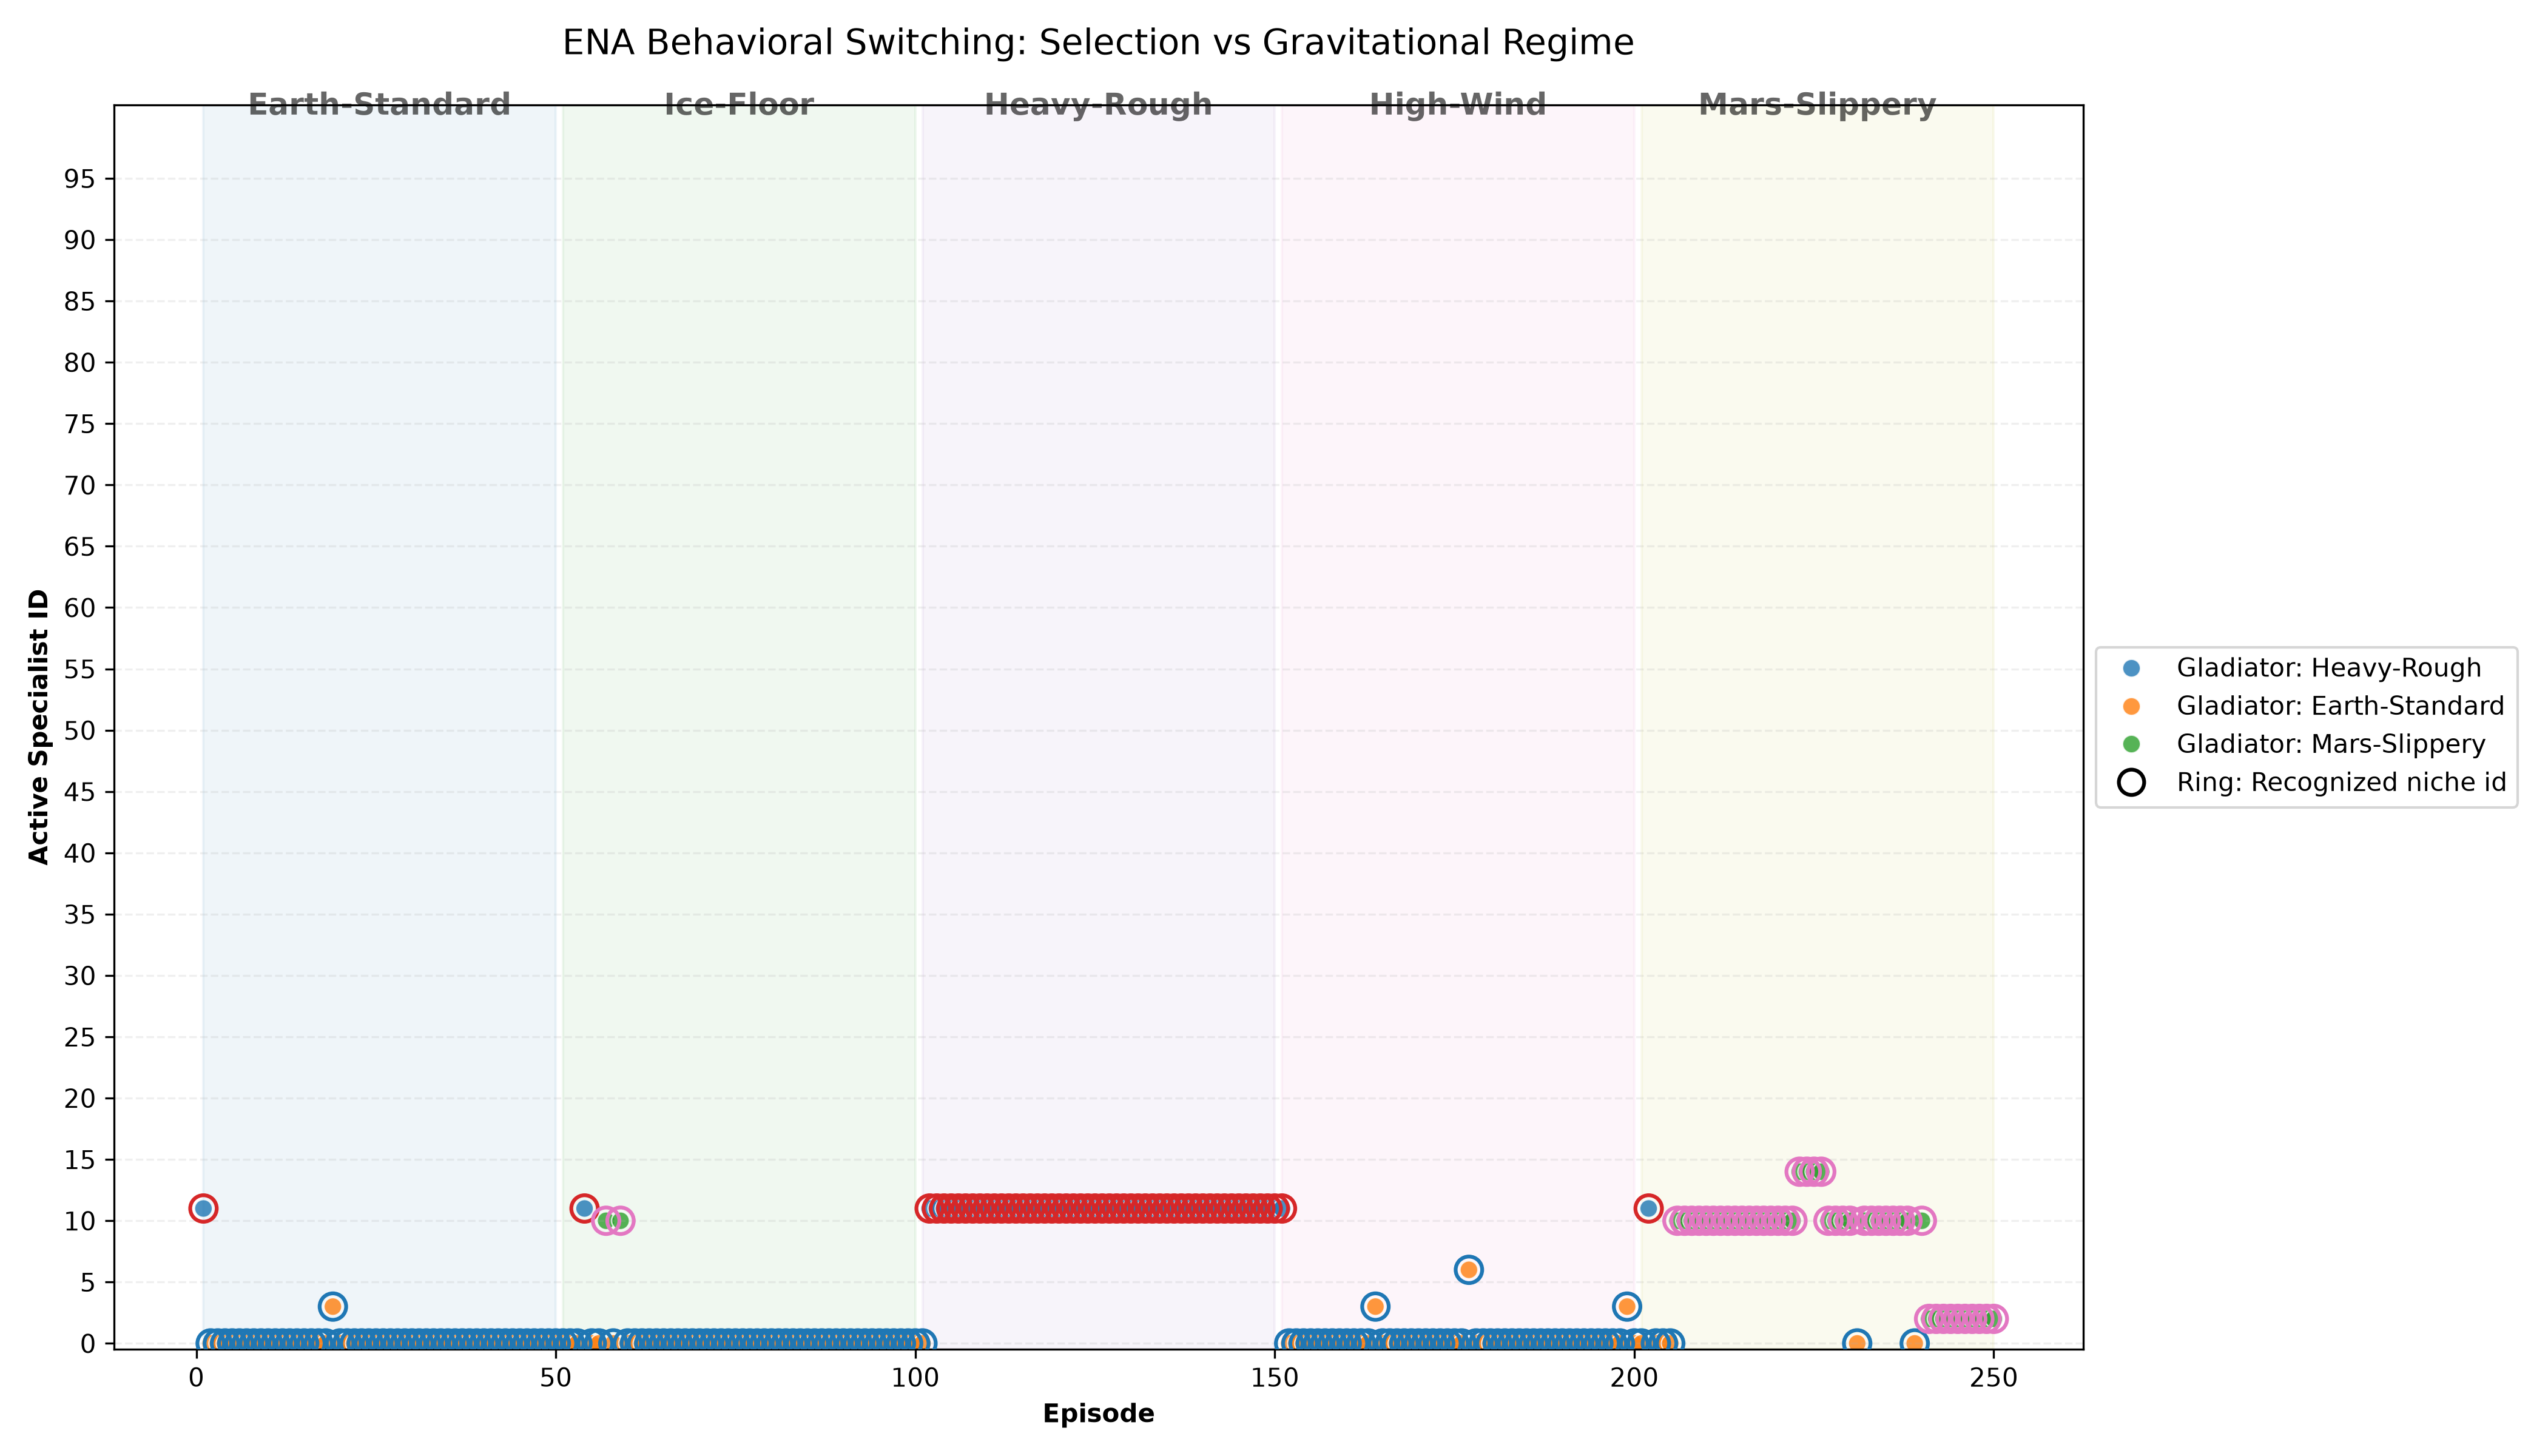 ENA Behavioral Switching: Selection vs Gravitational Regime
Earth-Standard Ice-Floor Heavy-Rough High-Wind Mars-Slippery
95
90
85
80
75
70
65
60
55
50
45
40
35
30
25
20
15
10
5
0
Active Specialist ID
0 50 100 150 200 250
Episode
Gladiator: Heavy-Rough
Gladiator: Earth-Standard
Gladiator: Mars-Slippery
Ring: Recognized niche id